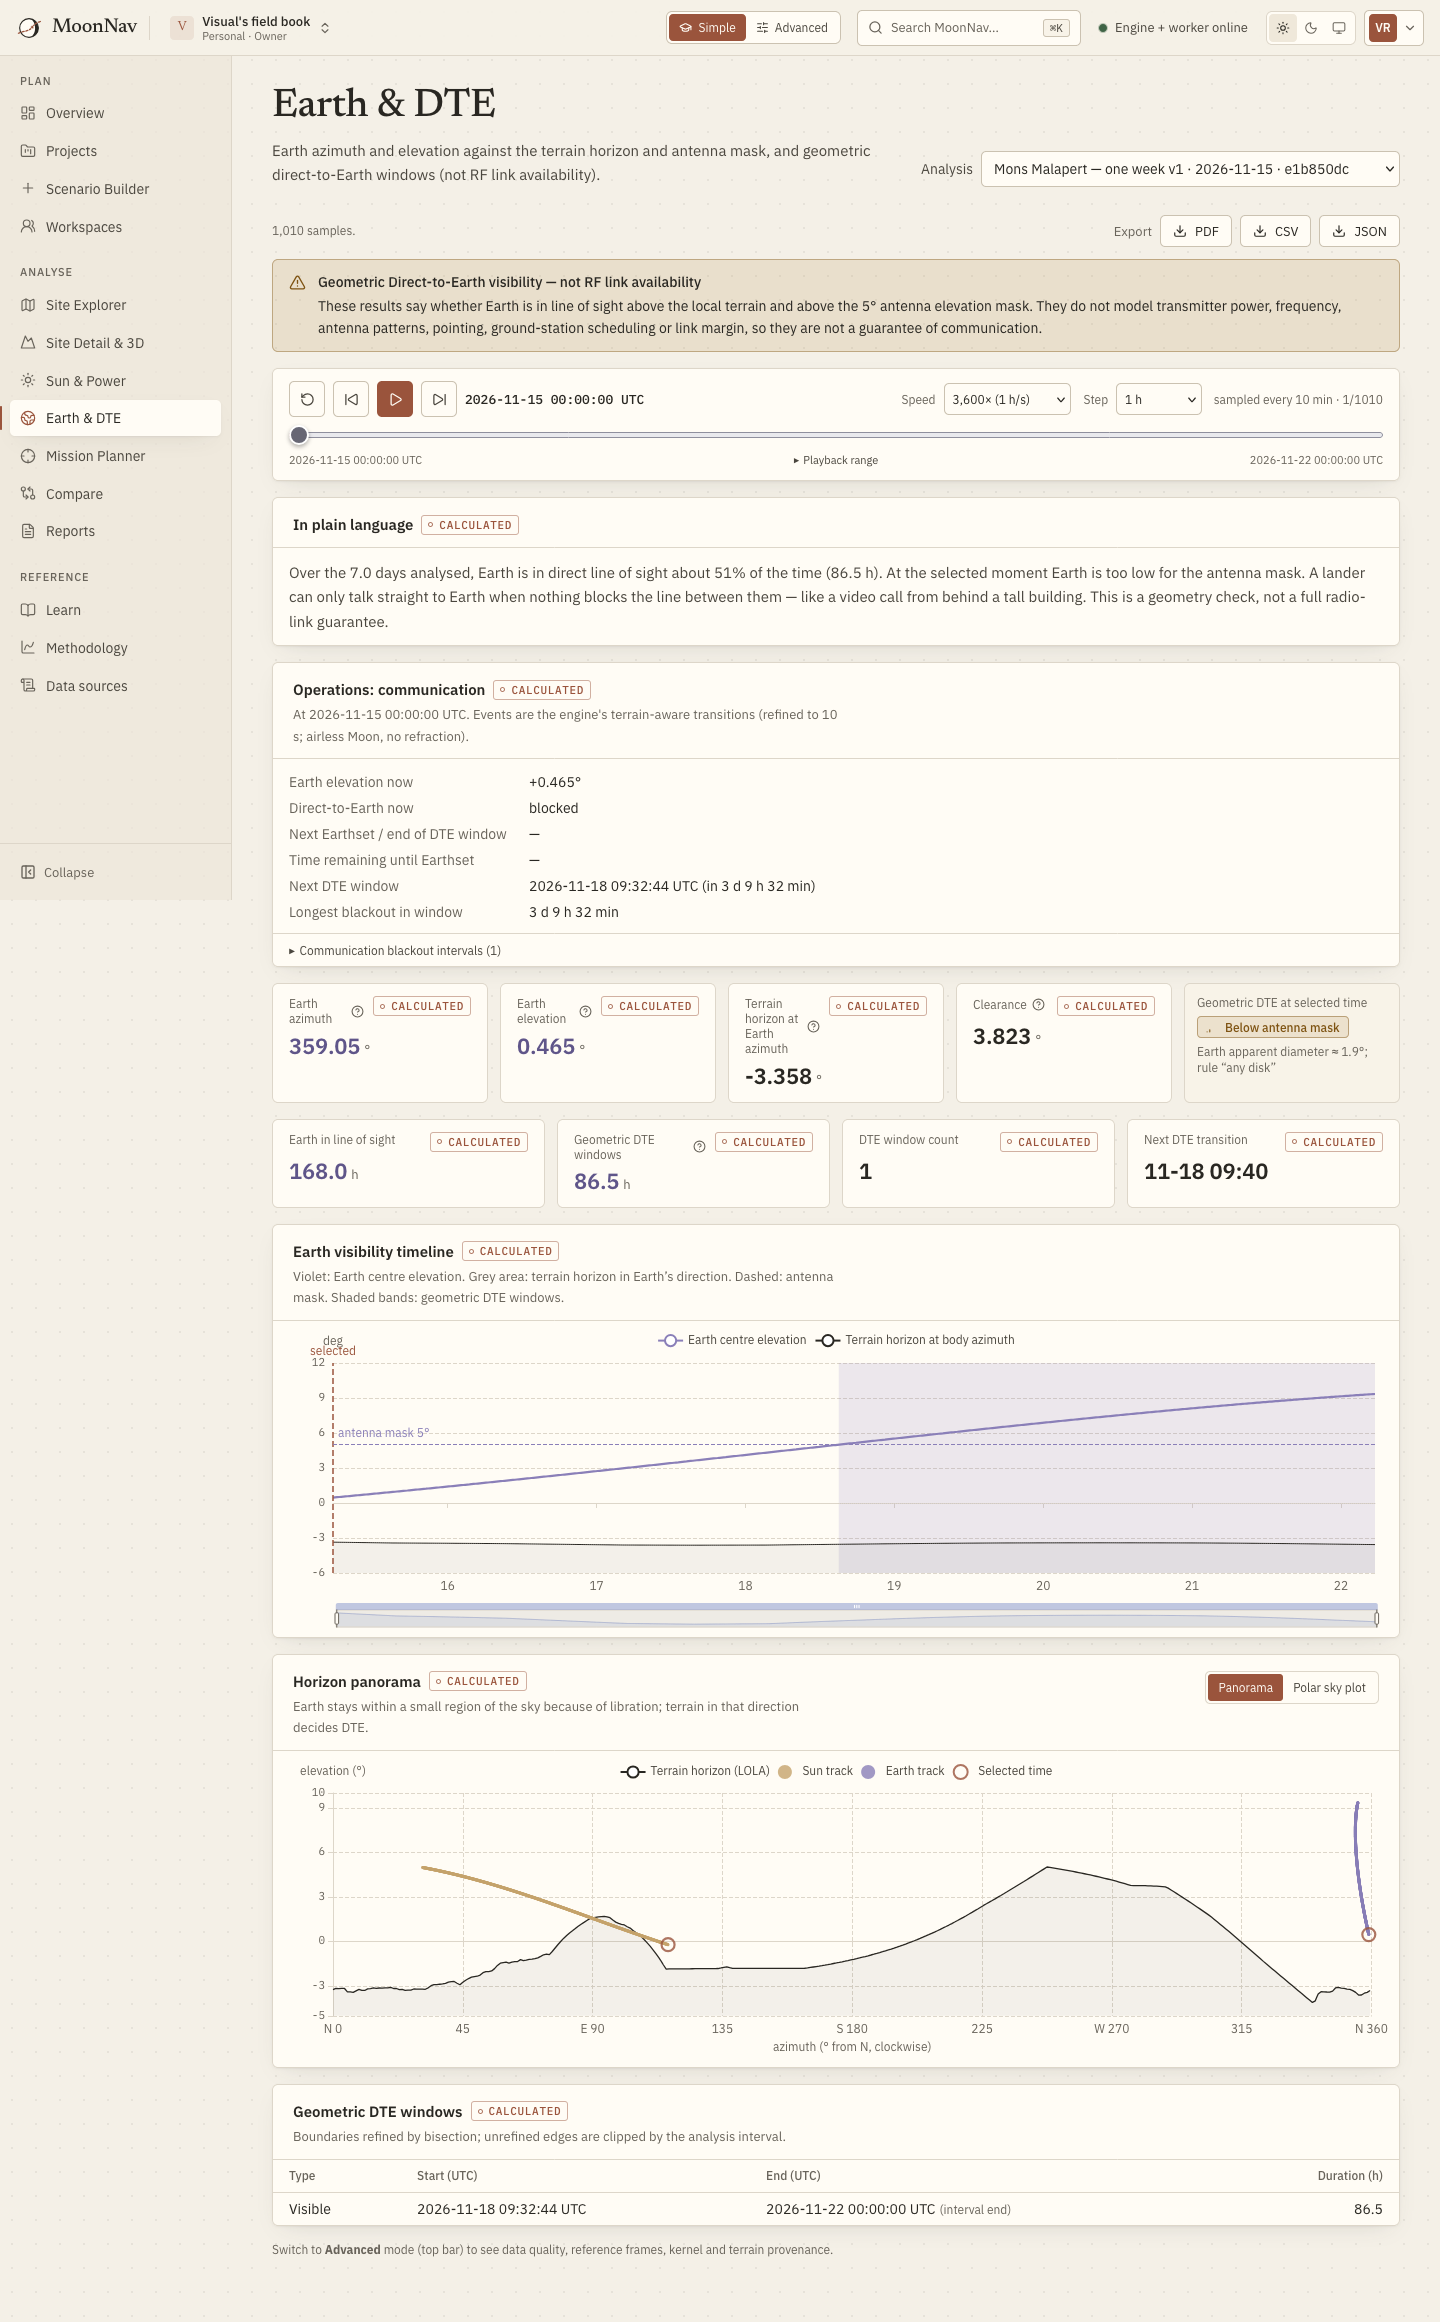 MoonNav
V
Visual's field book
Personal · Owner
Simple
Advanced
Search MoonNav...
⌘K
Engine + worker online
VR
PLAN
Overview
Projects
Scenario Builder
Workspaces
ANALYSE
Site Explorer
Site Detail & 3D
Sun & Power
Earth & DTE
Mission Planner
Compare
Reports
REFERENCE
Learn
Methodology
Data sources
Collapse
Earth & DTE
Earth azimuth and elevation against the terrain horizon and antenna mask, and geometric
direct-to-Earth windows (not RF link availability).
Analysis
Mons Malapert — one week v1 · 2026-11-15 · e1b850dc
1,010 samples.
Export
PDF
CSV
JSON
Geometric Direct-to-Earth visibility — not RF link availability
These results say whether Earth is in line of sight above the local terrain and above the 5° antenna elevation mask. They do not model transmitter power, frequency,
antenna patterns, pointing, ground-station scheduling or link margin, so they are not a guarantee of communication.
2026-11-15 00:00:00 UTC
Speed
3,600× (1 h/s)
Step
1 h
sampled every 10 min · 1/1010
2026-11-15 00:00:00 UTC
▸ Playback range
2026-11-22 00:00:00 UTC
In plain language
CALCULATED
Over the 7.0 days analysed, Earth is in direct line of sight about 51% of the time (86.5 h). At the selected moment Earth is too low for the antenna mask. A lander
can only talk straight to Earth when nothing blocks the line between them — like a video call from behind a tall building. This is a geometry check, not a full radio-
link guarantee.
Operations: communication
CALCULATED
At 2026-11-15 00:00:00 UTC. Events are the engine's terrain-aware transitions (refined to 10
s; airless Moon, no refraction).
Earth elevation now
+0.465°
Direct-to-Earth now
blocked
Next Earthset / end of DTE window
—
Time remaining until Earthset
—
Next DTE window
2026-11-18 09:32:44 UTC (in 3 d 9 h 32 min)
Longest blackout in window
3 d 9 h 32 min
▸ Communication blackout intervals (1)
Earth
azimuth
CALCULATED
359.05 °
Earth
elevation
CALCULATED
0.465 °
Terrain
horizon at
Earth
azimuth
CALCULATED
-3.358 °
Clearance
CALCULATED
3.823 °
Geometric DTE at selected time
Below antenna mask
Earth apparent diameter ≈ 1.9°;
rule “any disk”
Earth in line of sight
CALCULATED
168.0 h
Geometric DTE
windows
CALCULATED
86.5 h
DTE window count
CALCULATED
1
Next DTE transition
CALCULATED
11-18 09:40
Earth visibility timeline
CALCULATED
Violet: Earth centre elevation. Grey area: terrain horizon in Earth’s direction. Dashed: antenna
mask. Shaded bands: geometric DTE windows.
deg
selected
Earth centre elevation
Terrain horizon at body azimuth
12
9
6
3
0
-3
-6
antenna mask 5°
16
17
18
19
20
21
22
Horizon panorama
CALCULATED
Earth stays within a small region of the sky because of libration; terrain in that direction
decides DTE.
Panorama
Polar sky plot
elevation (°)
Terrain horizon (LOLA)
Sun track
Earth track
Selected time
10
9
6
3
0
-3
-5
N 0
45
E 90
135
S 180
225
W 270
315
N 360
azimuth (° from N, clockwise)
Geometric DTE windows
CALCULATED
Boundaries refined by bisection; unrefined edges are clipped by the analysis interval.
Type
Start (UTC)
End (UTC)
Duration (h)
Visible
2026-11-18 09:32:44 UTC
2026-11-22 00:00:00 UTC (interval end)
86.5
Switch to Advanced mode (top bar) to see data quality, reference frames, kernel and terrain provenance.